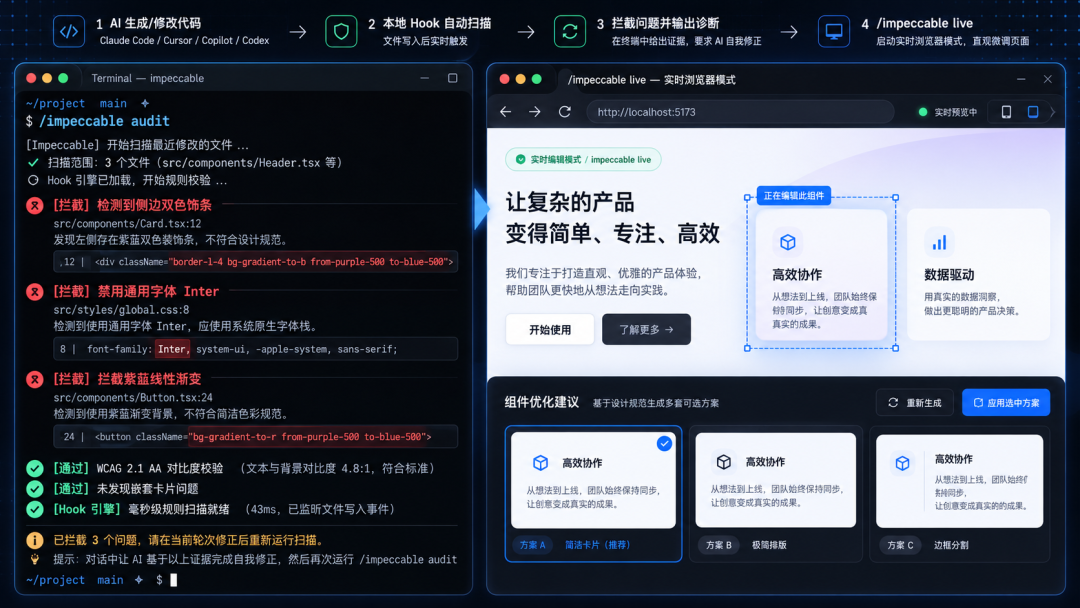 1 AI 生成/修改代码
Claude Code / Cursor / Copilot / Codex
2 本地 Hook 自动扫描
文件写入后实时触发
3 拦截问题并输出诊断
在终端中给出证据，要求 AI 自我修正
4 /impeccable live
启动实时浏览器模式，直观微调页面
Terminal — impeccable
~/project main
$ /impeccable audit
[Impeccable] 开始扫描最近修改的文件 ...
扫描范围：3 个文件（src/components/Header.tsx 等）
Hook 引擎已加载，开始规则校验 ...
[拦截] 检测到侧边双色饰条
src/components/Card.tsx:12
发现左侧存在紫蓝双色装饰条，不符合设计规范。
12 | <div className="border-l-4 bg-gradient-to-b from-purple-500 to-blue-500">
[拦截] 禁用通用字体 Inter
src/styles/global.css:8
检测到使用通用字体 Inter，应使用系统原生字体栈。
8 | font-family: Inter, system-ui, -apple-system, sans-serif;
[拦截] 拦截紫蓝线性渐变
src/components/Button.tsx:24
检测到使用紫蓝渐变背景，不符合简洁色彩规范。
24 | <button className="bg-gradient-to-r from-purple-500 to-blue-500">
[通过] WCAG 2.1 AA 对比度校验 （文本与背景对比度 4.8:1，符合标准）
[通过] 未发现嵌套卡片问题
[Hook 引擎] 毫秒级规则扫描就绪 （43ms，已监听文件写入事件）
已拦截 3 个问题，请在当前轮次修正后重新运行扫描。
提示：对话中让 AI 基于以上证据完成自我修正，然后再次运行 /impeccable audit
~/project main $
/impeccable live — 实时浏览器模式
http://localhost:5173
实时预览中
实时编辑模式 / impeccable live
让复杂的产品
变得简单、专注、高效
我们专注于打造直观、优雅的产品体验，
帮助团队更快地从想法走向实践。
开始使用
了解更多 →
正在编辑此组件
高效协作
从想法到上线，团队始终保
同步，让创意变成真
真实的成果。
数据驱动
用真实的数据洞察，
做出更聪明的产品决策。
组件优化建议 基于设计规范生成多套可选方案
重新生成
应用选中方案
高效协作
从想法到上线，团队始终保持同步，
让创意变成真实的成果。
方案 A 简洁卡片（推荐）
高效协作
从想法到上线，团队始终保持同步，
让创意变成真实的成果。
方案 B 极简排版
高效协作
从想法到上线，团队始终
同步，
让创意变成真实的的成果。
方案 C 边框分割